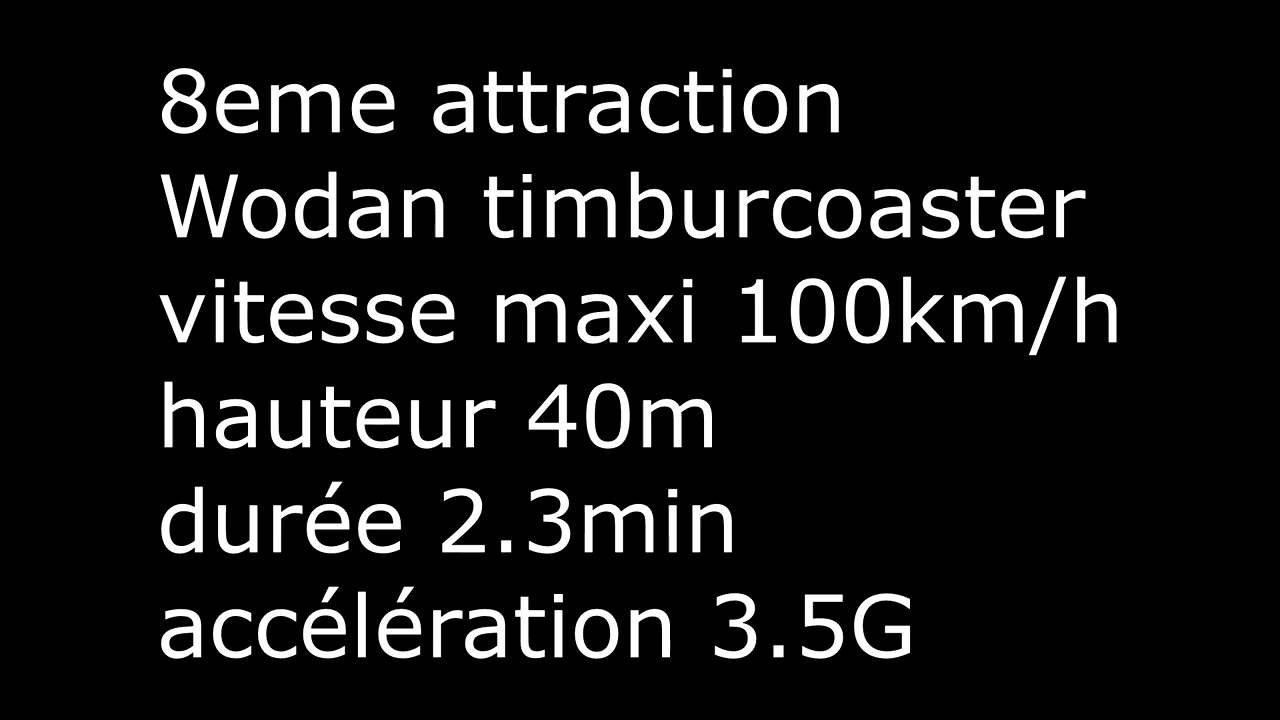 8eme attraction
Wodan timburcoaster
vitesse maxi 100km/h
hauteur 40m
durée 2.3min
accélération 3.5G